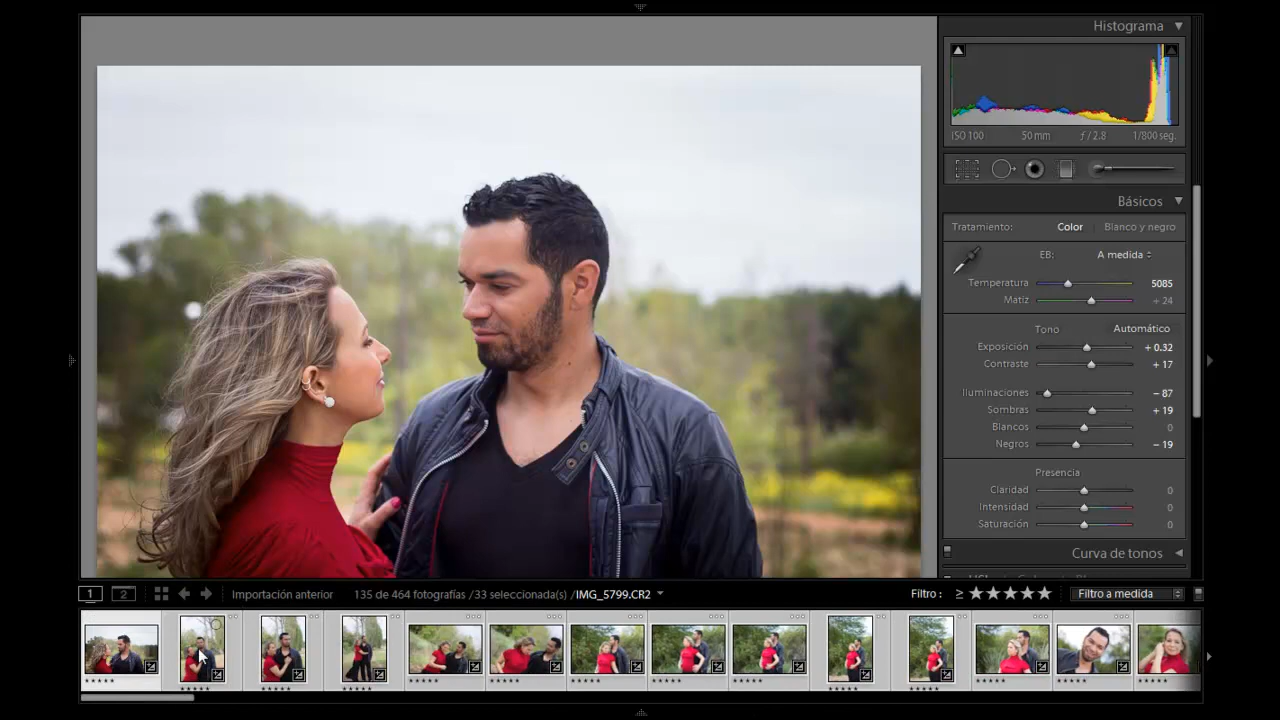 Histograma
ISO 100 50 mm ƒ / 2.8 1/800 seg.
Básicos
Tratamiento: Color Blanco y negro
EB: A medida
Temperatura 5085
Matiz + 24
Tono Automático
Exposición + 0.32
Contraste + 17
Iluminaciones − 87
Sombras + 19
Blancos 0
Negros − 19
Presencia
Claridad 0
Intensidad 0
Saturación 0
Curva de tonos
1 2 Importación anterior 135 de 464 fotografías /33 seleccionada(s) /IMG_5799.CR2 Filtro : ≥ ★★★★★ Filtro a medida